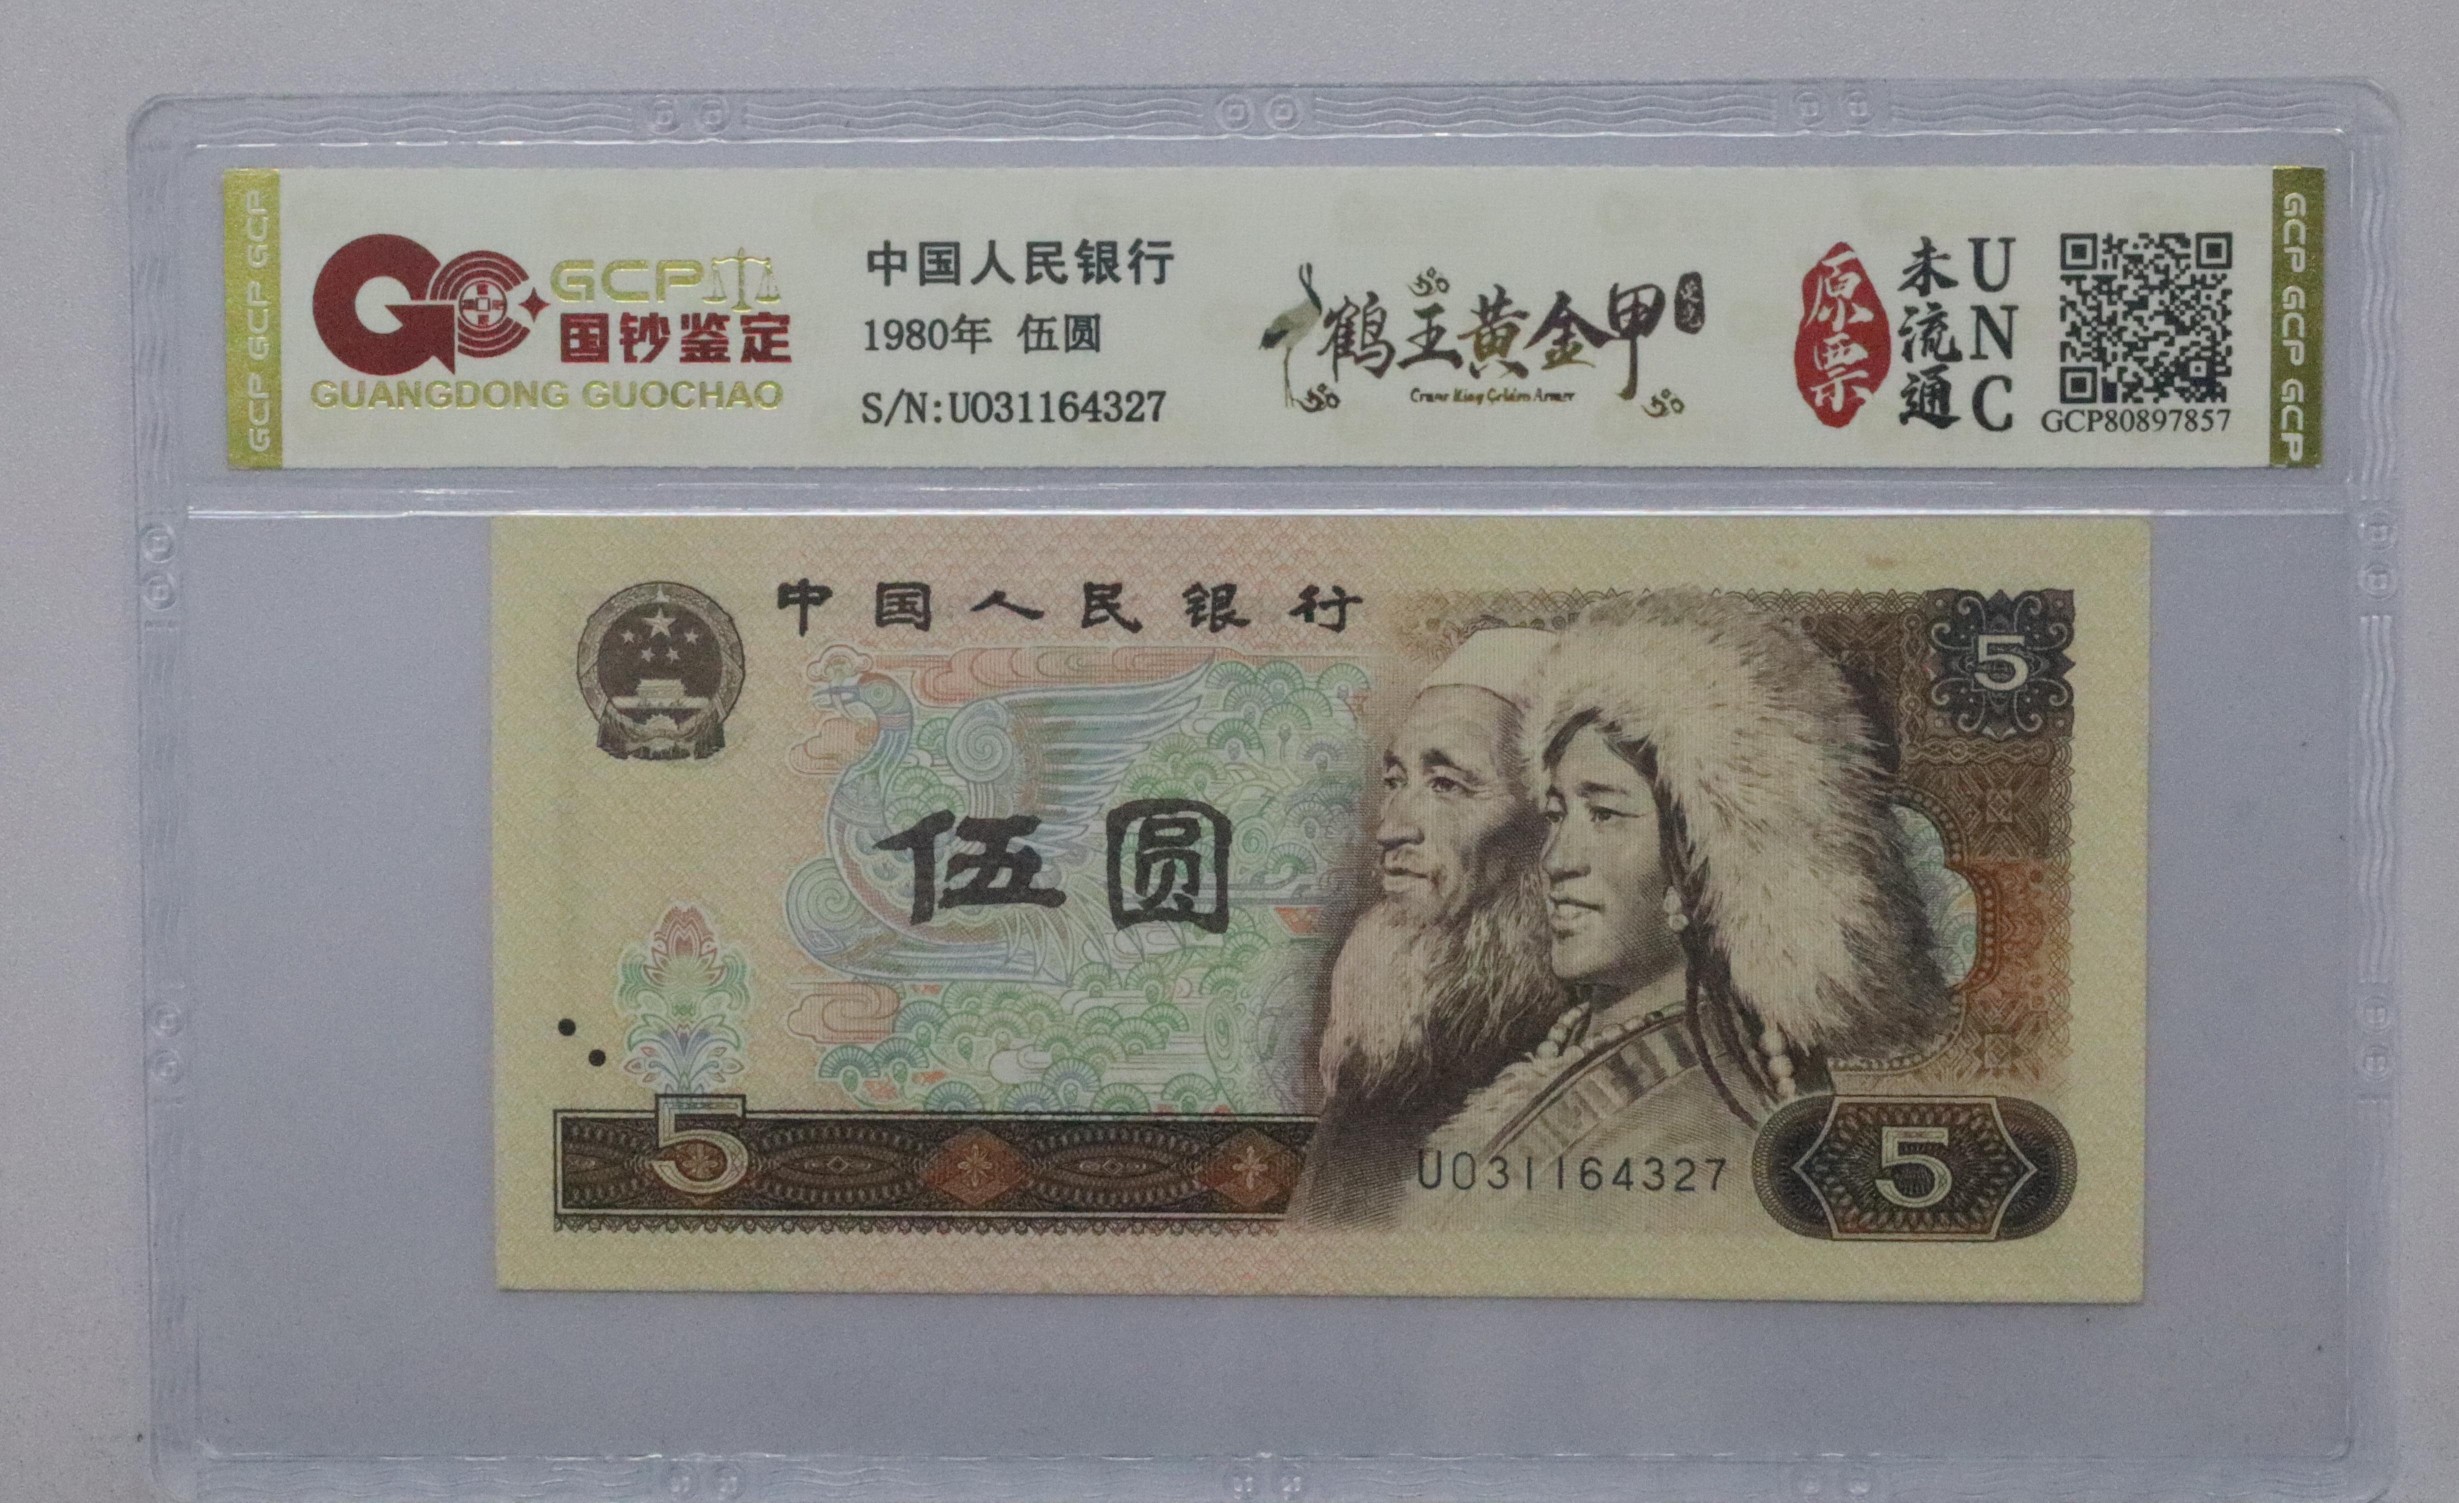 GCP GCP GCP
GCP
国钞鉴定
GUANGDONG GUOCHAO
中国人民银行
1980年 伍圆
S/N:UO31164327
鹤王黄金甲
Crane King Golden Armor
原票
未流通
UNC
GCP80897857
GCP GCP GCP
中国人民银行
5
伍圆
5
UO31164327
5